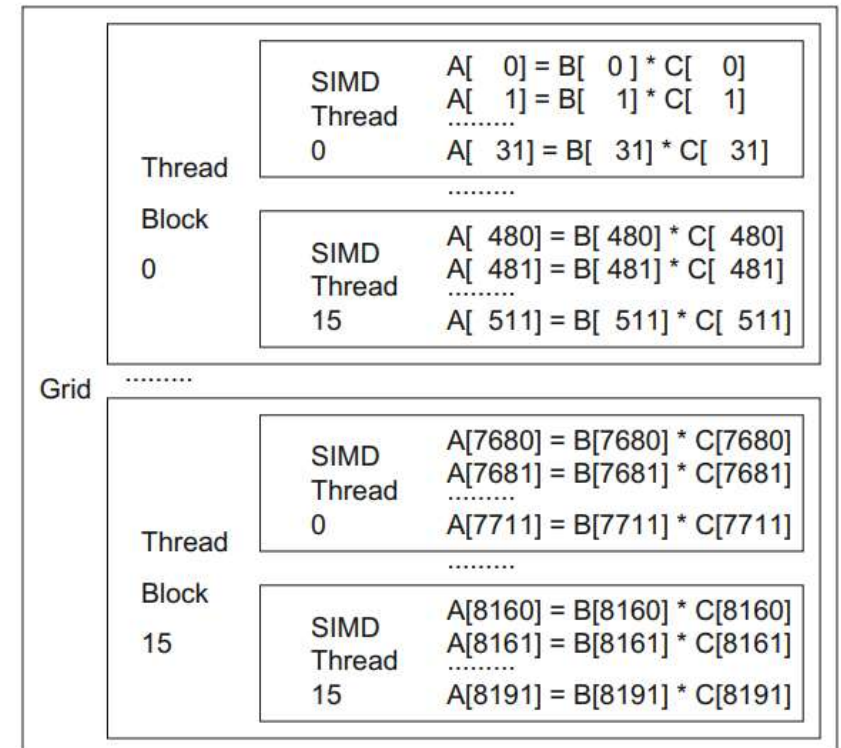 Grid
Thread
Block
0
SIMD
Thread
0
A[ 0] = B[ 0 ] * C[ 0]
A[ 1] = B[ 1] * C[ 1]
.........
A[ 31] = B[ 31] * C[ 31]
.........
SIMD
Thread
15
A[ 480] = B[ 480] * C[ 480]
A[ 481] = B[ 481] * C[ 481]
.........
A[ 511] = B[ 511] * C[ 511]
.........
Thread
Block
15
SIMD
Thread
0
A[7680] = B[7680] * C[7680]
A[7681] = B[7681] * C[7681]
.........
A[7711] = B[7711] * C[7711]
.........
SIMD
Thread
15
A[8160] = B[8160] * C[8160]
A[8161] = B[8161] * C[8161]
.........
A[8191] = B[8191] * C[8191]